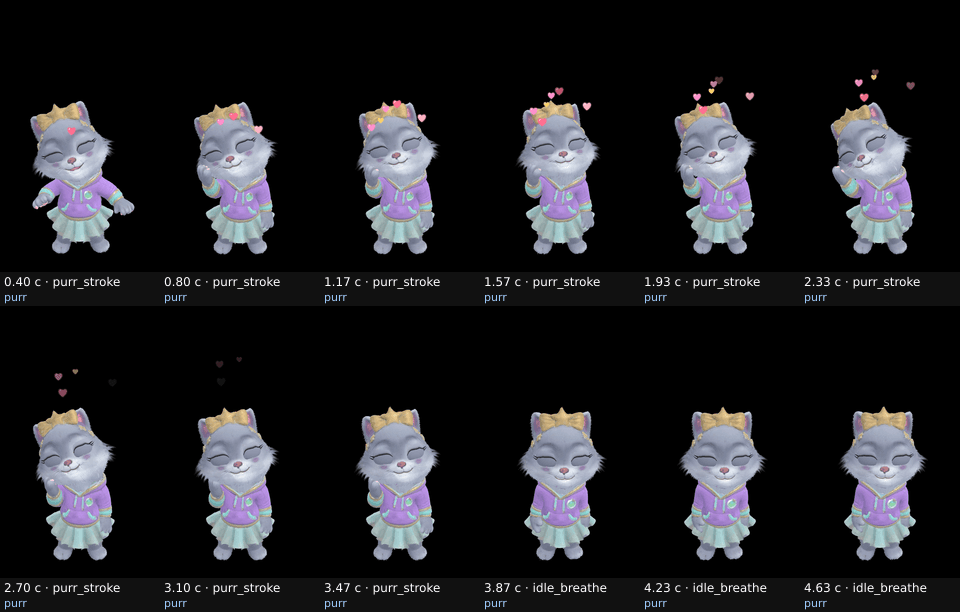 0.40 c · purr_stroke
purr
0.80 c · purr_stroke
purr
1.17 c · purr_stroke
purr
1.57 c · purr_stroke
purr
1.93 c · purr_stroke
purr
2.33 c · purr_stroke
purr
2.70 c · purr_stroke
purr
3.10 c · purr_stroke
purr
3.47 c · purr_stroke
purr
3.87 c · idle_breathe
purr
4.23 c · idle_breathe
purr
4.63 c · idle_breathe
purr